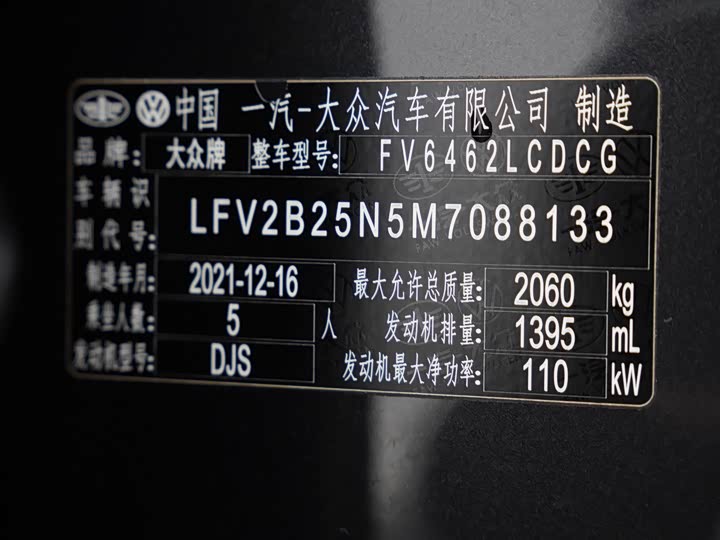 中国 一汽-大众汽车有限公司 制造
品牌: 大众牌 整车型号: FV6462LCDCG
车辆识别代号: LFV2B25N5M7088133
制造年月: 2021-12-16 最大允许总质量: 2060 kg
乘坐人数: 5 人 发动机排量: 1395 mL
发动机型号: DJS 发动机最大净功率: 110 kW